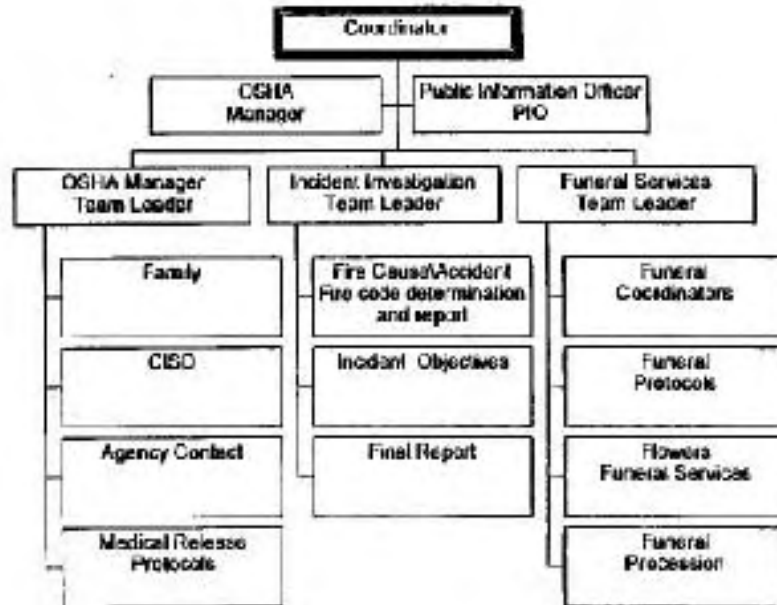 Coordinator
OSHA
Manager
Public Information Officer
PIO
OSHA Manager
Team Leader
Incident Investigation
Team Leader
Funeral Services
Team Leader
Family
CISD
Agency Contact
Medical Release
Protocols
Fire Cause\Accident
Fire code determination
and report
Incident Objectives
Final Report
Funeral
Coordinators
Funeral
Protocols
Flowers
Funeral Services
Funeral
Procession